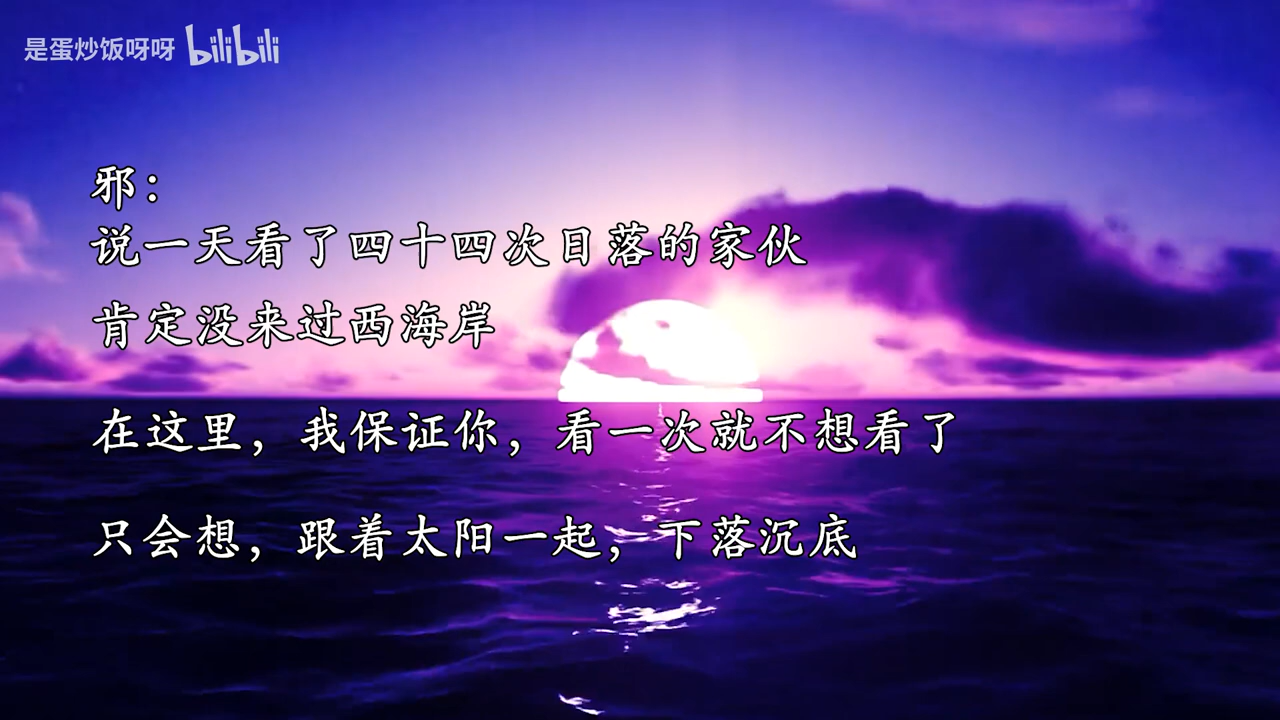 是蛋炒饭呀呀 bilibili
邪：
说一天看了四十四次日落的家伙
肯定没来过西海岸
在这里，我保证你，看一次就不想看了
只会想，跟着太阳一起，下落沉底